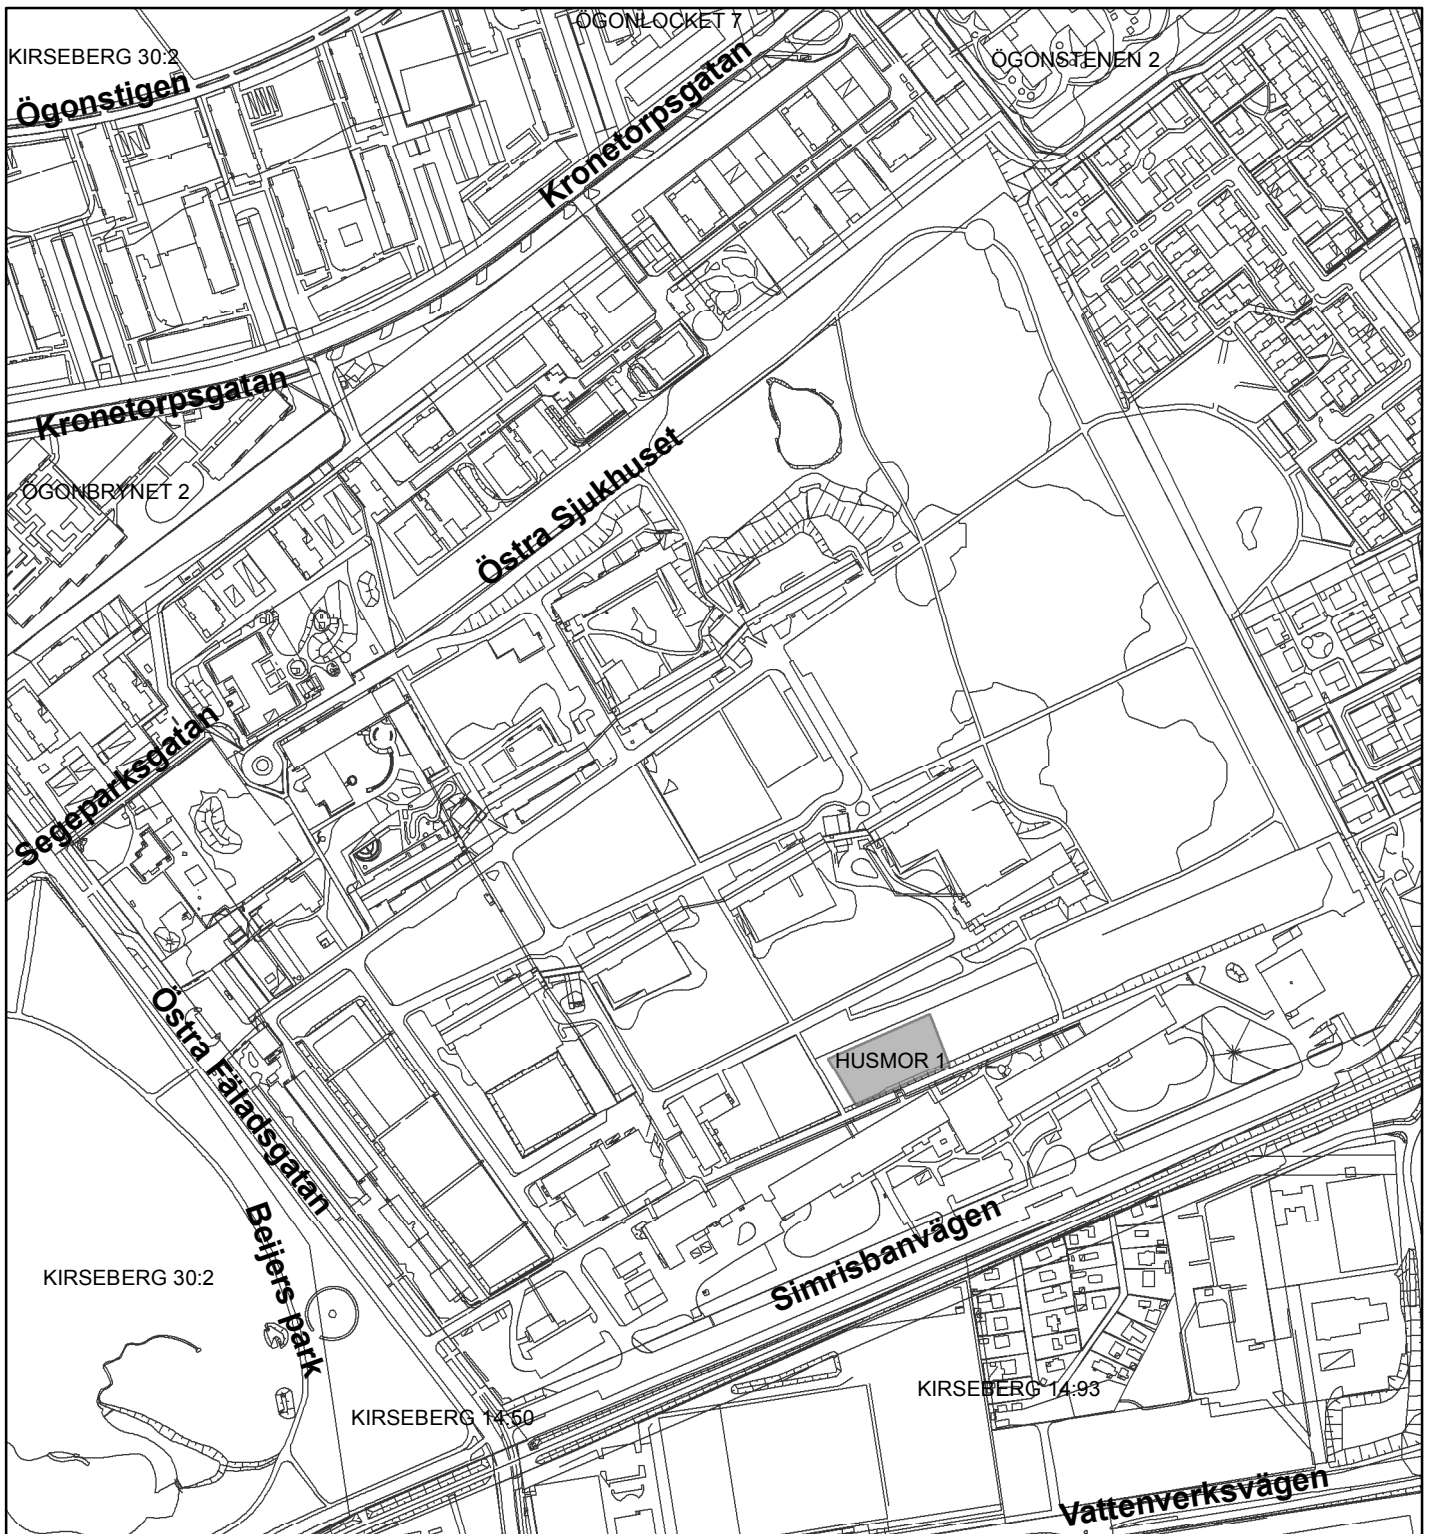 ÖGONLOCKET 7
KIRSEBERG 30:2
ÖGONSTENEN 2
Ögonstigen
Kronetorpsgatan
Kronetorpsgatan
ÖGONBRYNET 2
Östra Sjukhuset
Segeparksgatan
Östra Fäladsgatan
HUSMOR 1
Beijers park
Simrisbanvägen
KIRSEBERG 30:2
KIRSEBERG 14:93
KIRSEBERG 14:50
Vattenverksvägen